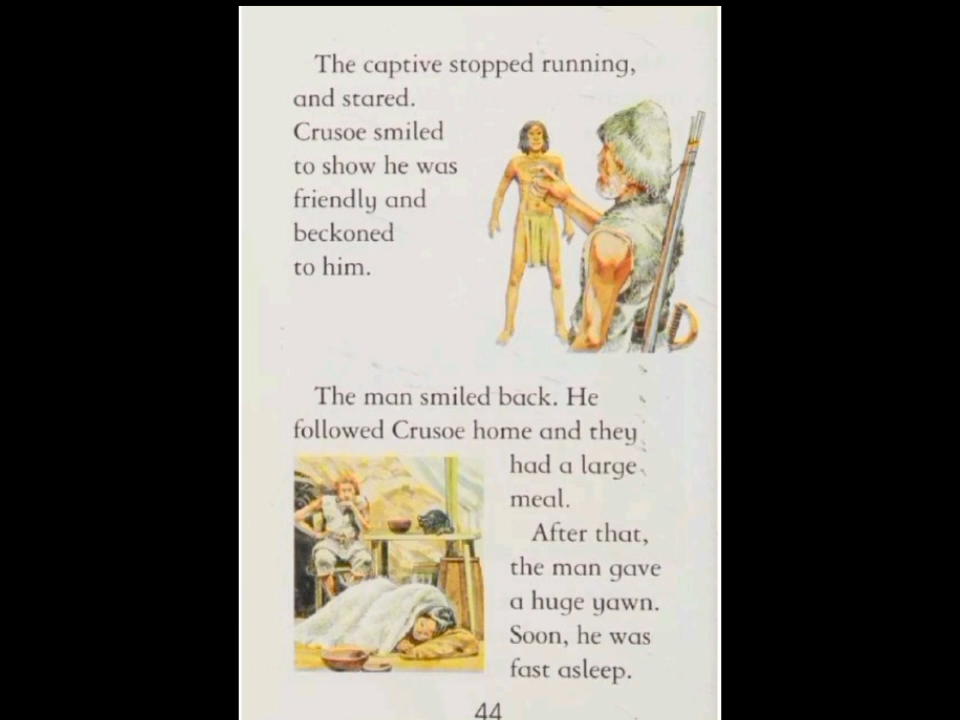 The captive stopped running,
and stared.
Crusoe smiled
to show he was
friendly and
beckoned
to him.
The man smiled back. He
followed Crusoe home and they
had a large
meal.
After that,
the man gave
a huge yawn.
Soon, he was
fast asleep.
44